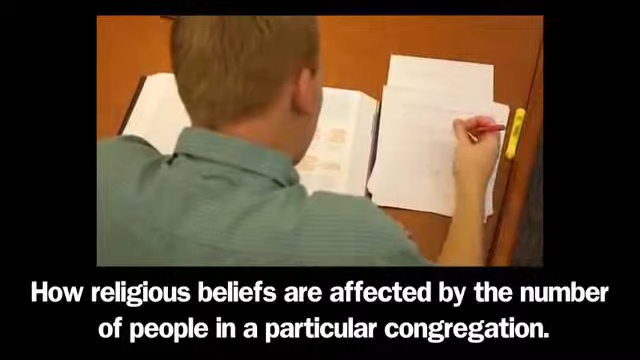 How religious beliefs are affected by the number
of people in a particular congregation.